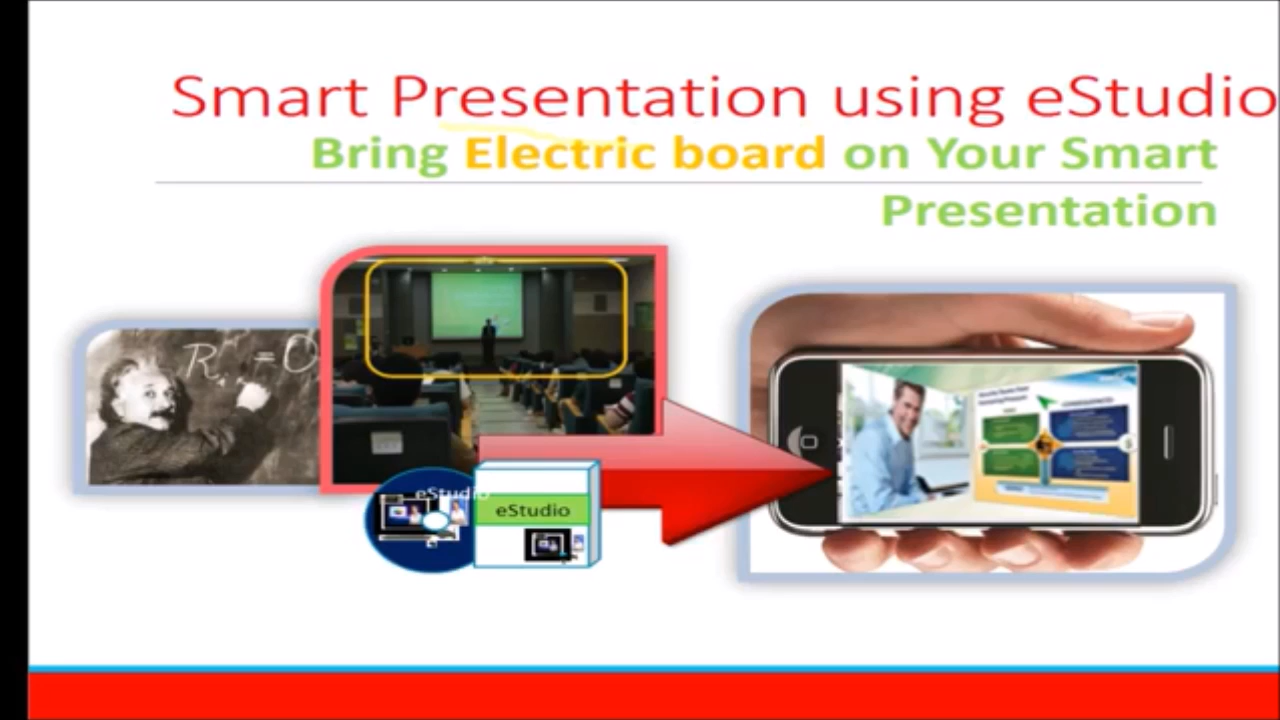 Smart Presentation using eStudio
Bring Electric board on Your Smart
Presentation
eStudio
eStudio